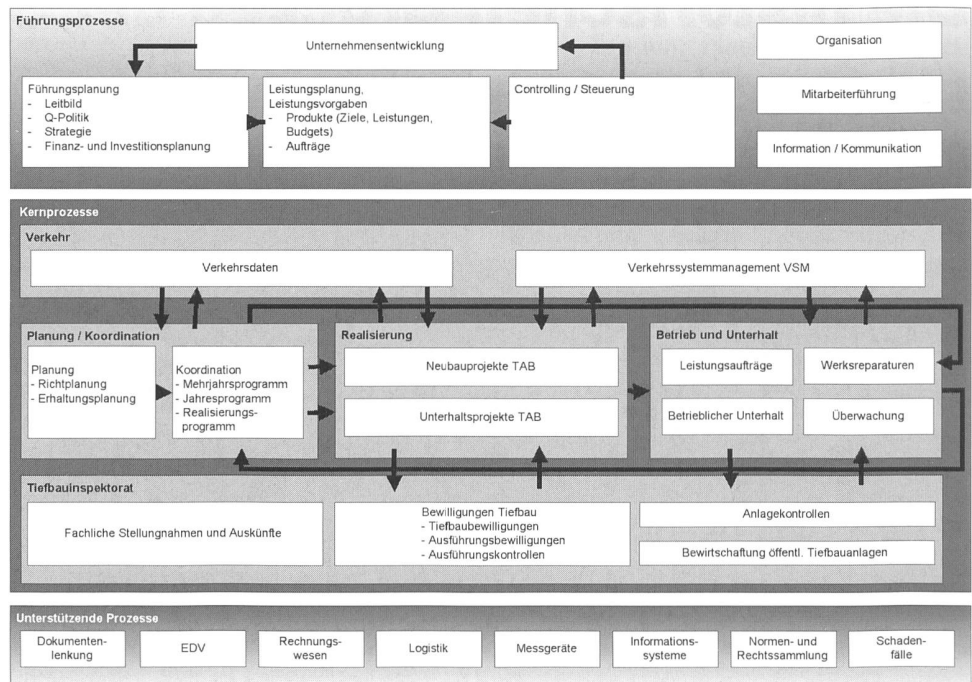 Führungsprozesse
Unternehmensentwicklung
Organisation
Führungsplanung
- Leitbild
- Q-Politik
- Strategie
- Finanz- und Investitionsplanung
Leistungsplanung,
Leistungsvorgaben
- Produkte (Ziele, Leistungen,
Budgets)
- Aufträge
Controlling / Steuerung
Mitarbeiterführung
Information / Kommunikation
Kernprozesse
Verkehr
Verkehrsdaten
Verkehrssystemmanagement VSM
Planung / Koordination
Planung
- Richtplanung
- Erhaltungsplanung
Koordination
- Mehrjahrsprogramm
- Jahresprogramm
- Realisierungs-
programm
Realisierung
Neubauprojekte TAB
Unterhaltsprojekte TAB
Betrieb und Unterhalt
Leistungsaufträge
Werksreparaturen
Betrieblicher Unterhalt
Überwachung
Tiefbauinspektorat
Fachliche Stellungnahmen und Auskünfte
Bewilligungen Tiefbau
- Tiefbaubewilligungen
- Ausführungsbewilligungen
- Ausführungskontrollen
Anlagekontrollen
Bewirtschaftung öffentl. Tiefbauanlagen
Unterstützende Prozesse
Dokumenten-
lenkung
EDV
Rechnungs-
wesen
Logistik
Messgeräte
Informations-
systeme
Normen- und
Rechtssammlung
Schaden-
fälle